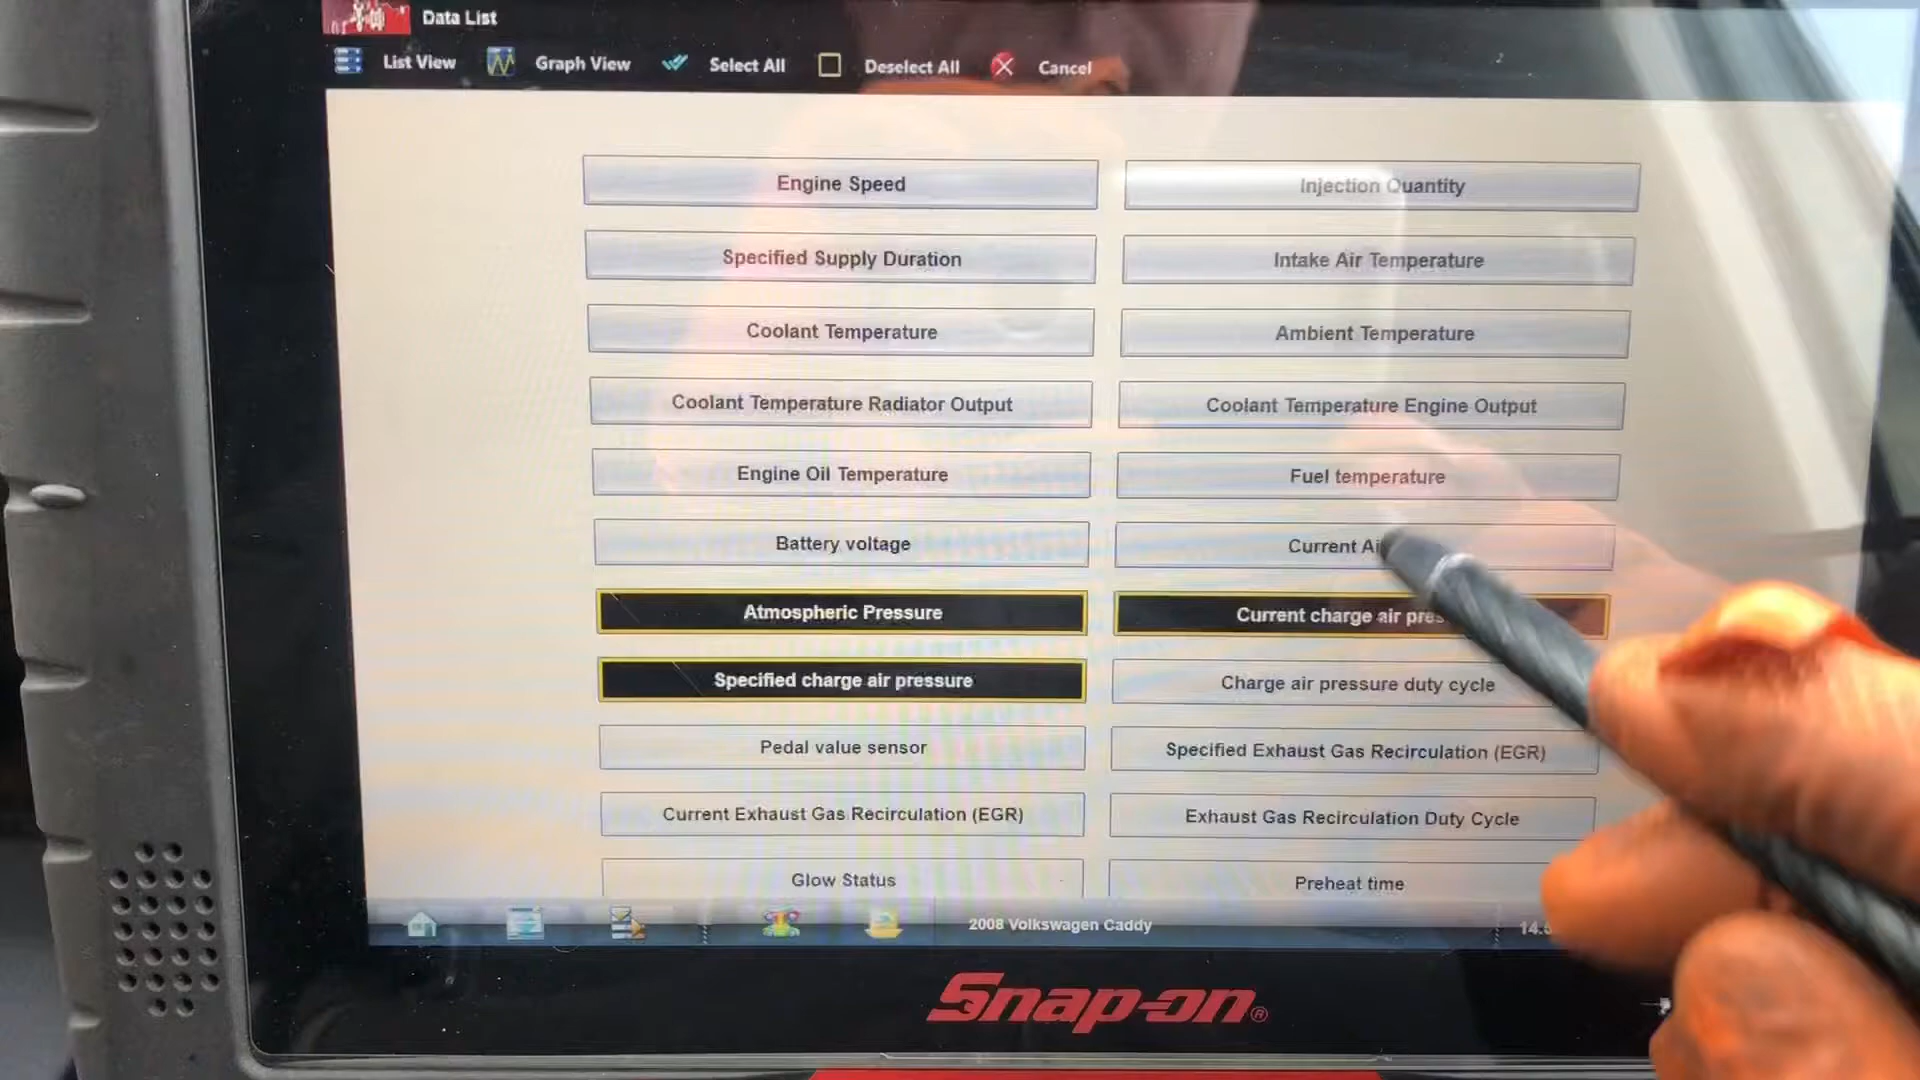 Data List
List View Graph View Select All Deselect All Cancel
Engine Speed Injection Quantity
Specified Supply Duration Intake Air Temperature
Coolant Temperature Ambient Temperature
Coolant Temperature Radiator Output Coolant Temperature Engine Output
Engine Oil Temperature Fuel temperature
Battery voltage Current
Atmospheric Pressure Current charge air
Specified charge air pressure Charge air pressure duty cycle
Pedal value sensor Specified Exhaust Gas Recirculation (EGR)
Current Exhaust Gas Recirculation (EGR) Exhaust Gas Recirculation Duty Cycle
Glow Status Preheat time
2008 Volkswagen Caddy
Snap-on®